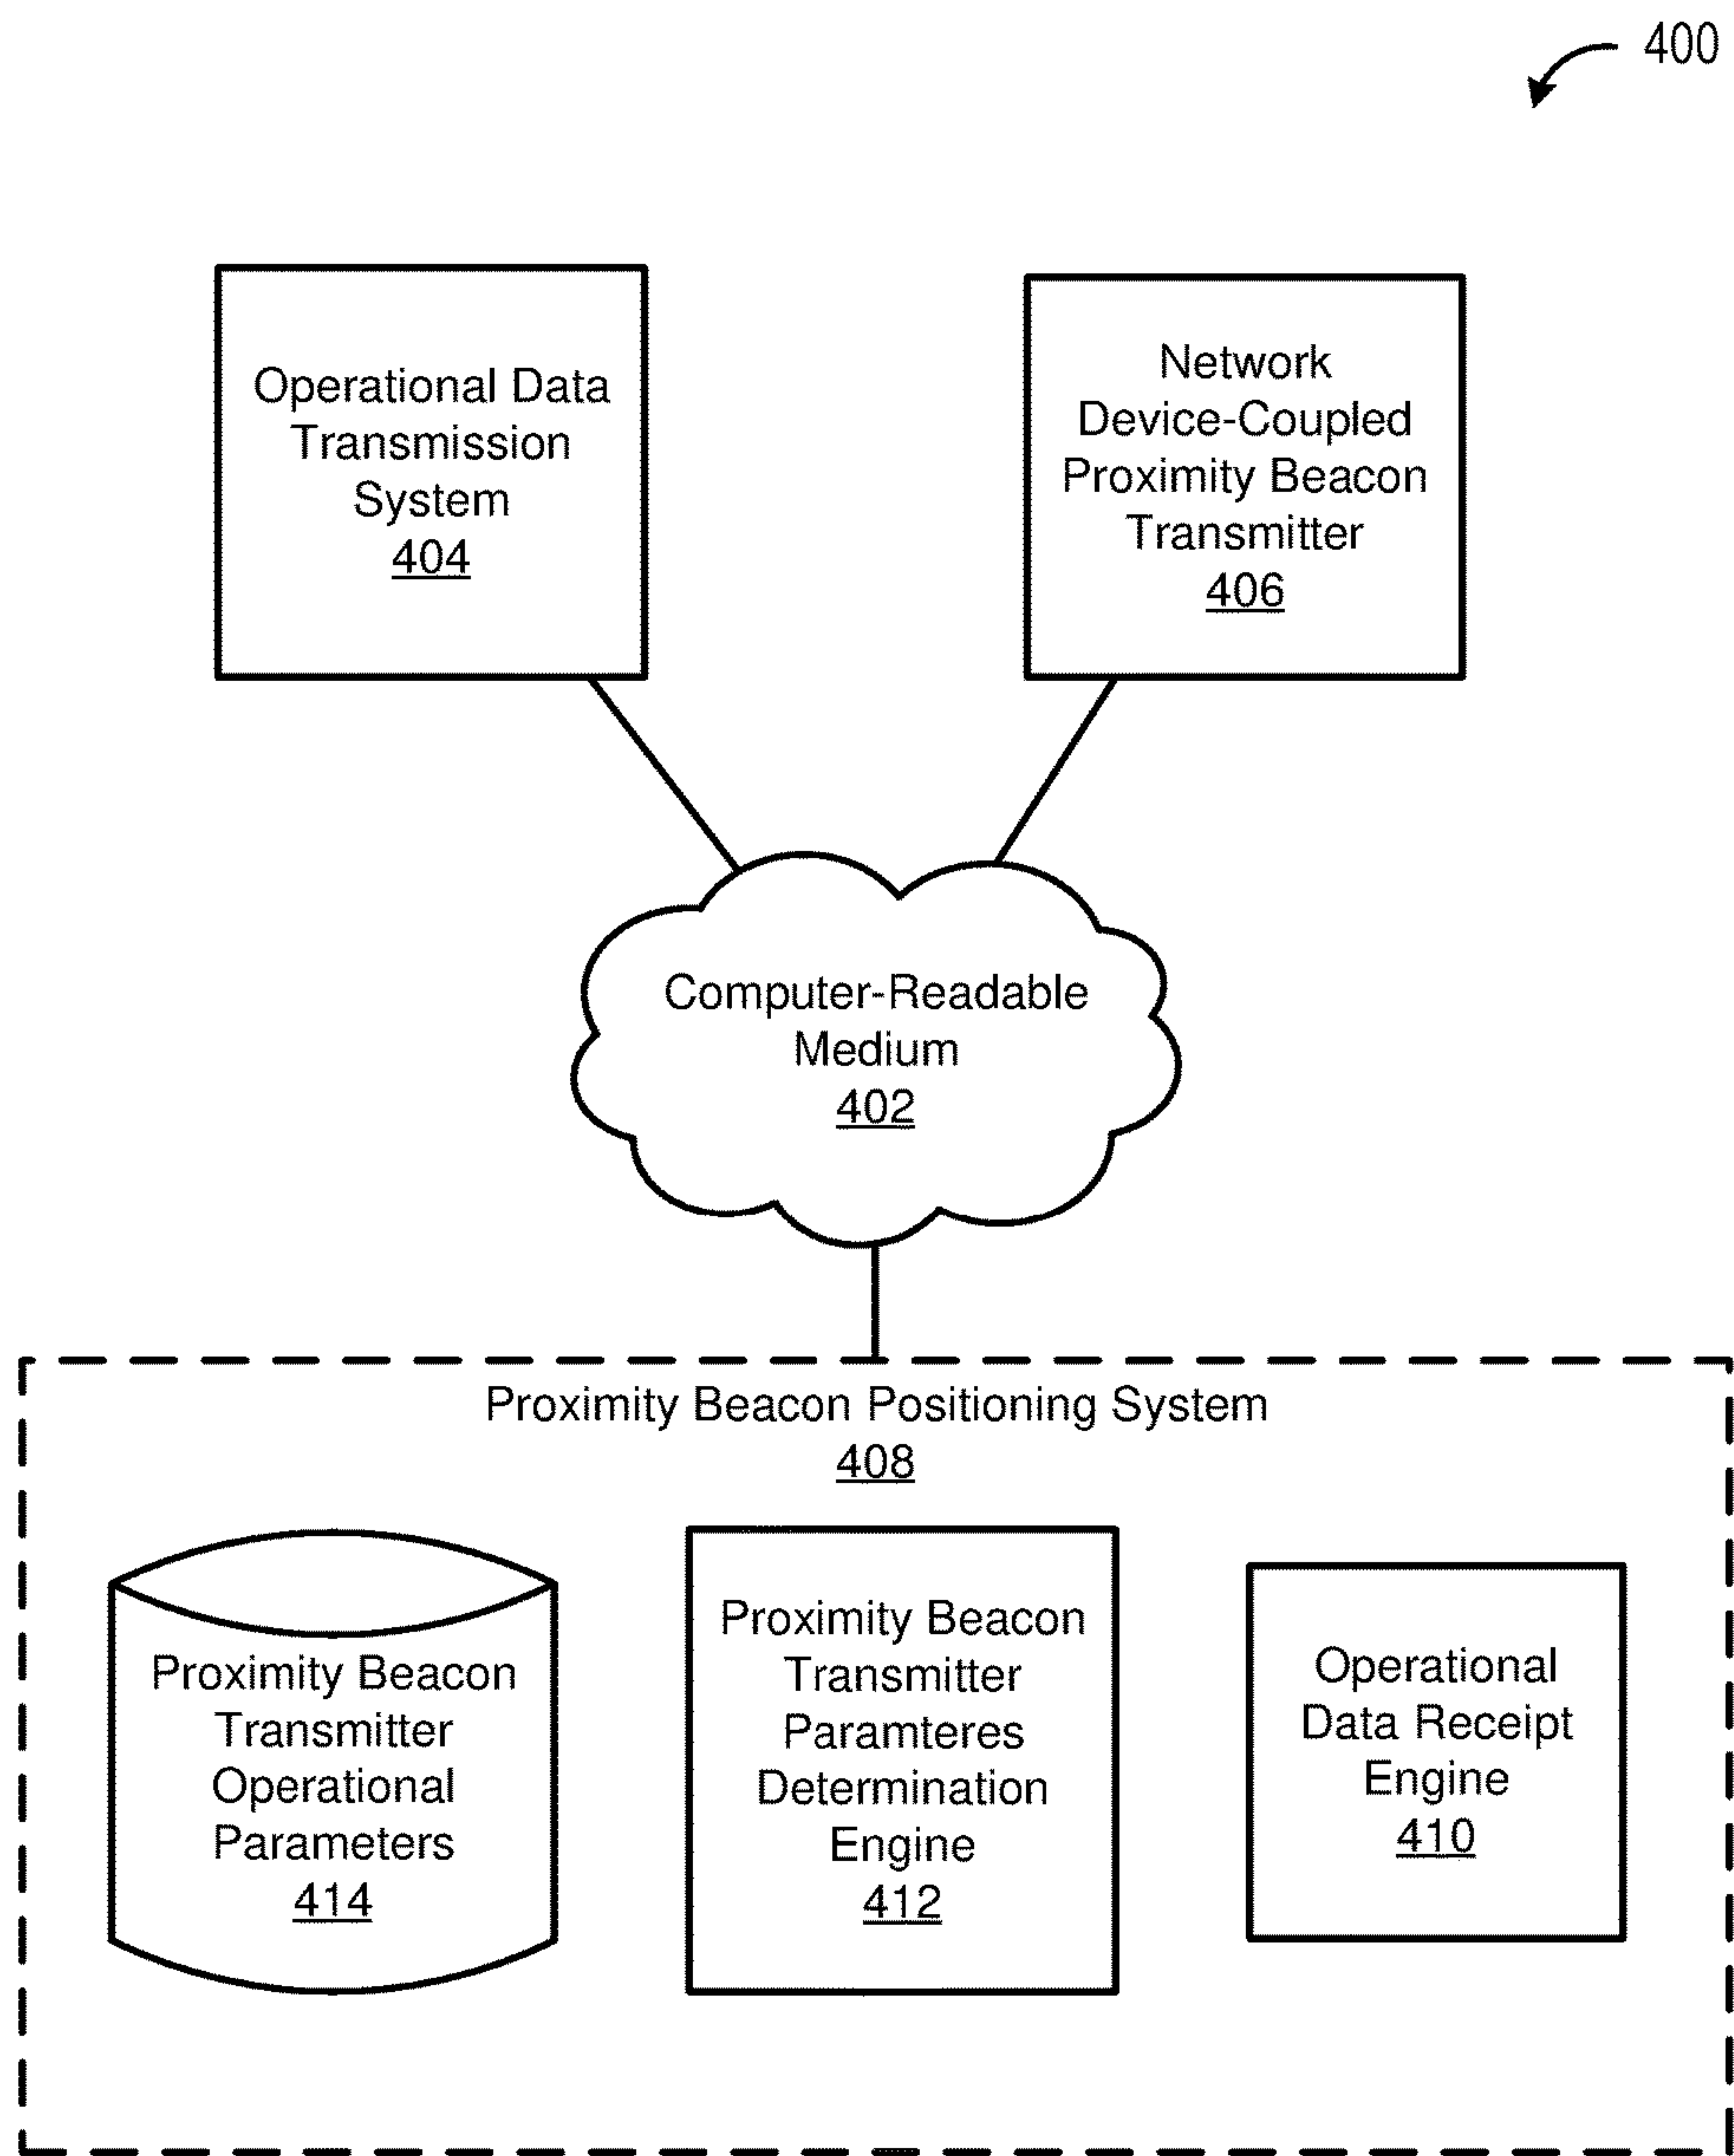 400
Operational Data
Transmission
System
404
Network
Device-Coupled
Proximity Beacon
Transmitter
406
Computer-Readable
Medium
402
Proximity Beacon Positioning System
408
Proximity Beacon
Transmitter
Operational
Parameters
414
Proximity Beacon
Transmitter
Paramteres
Determination
Engine
412
Operational
Data Receipt
Engine
410